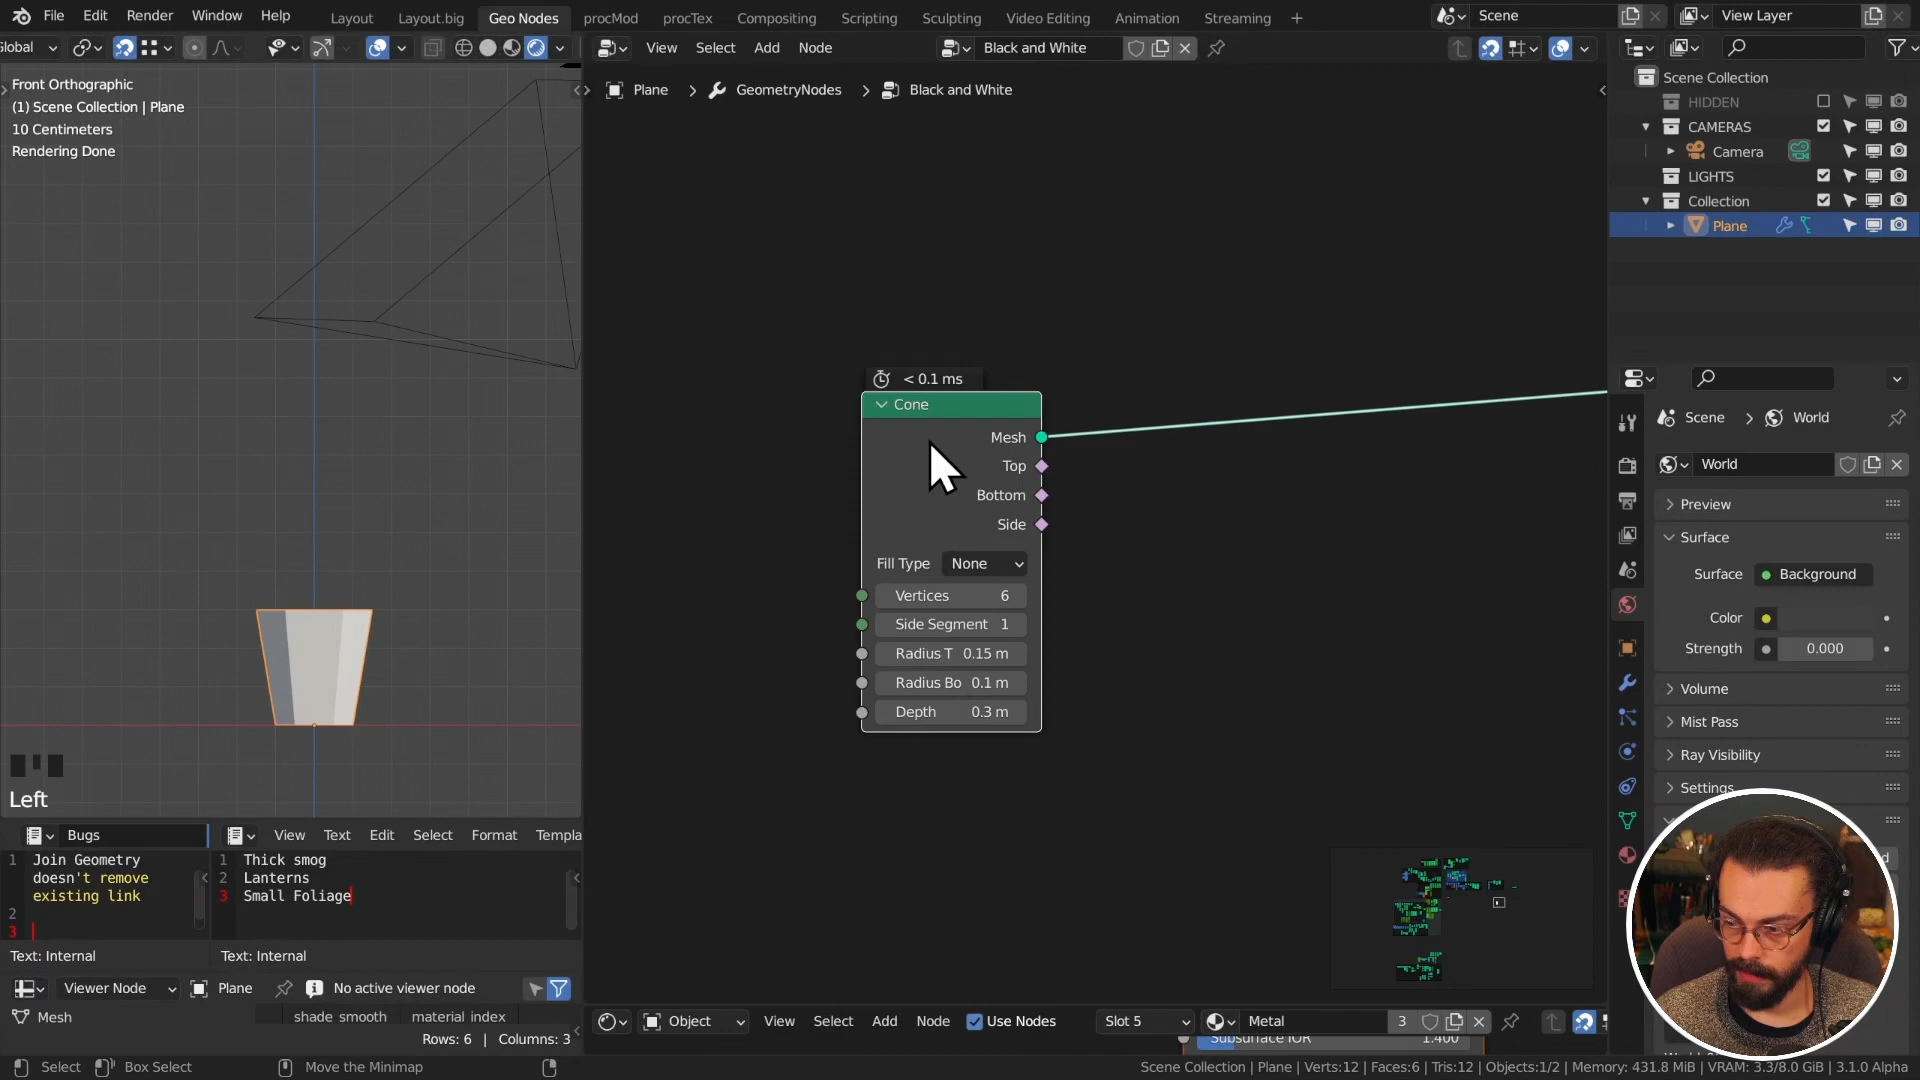 File Edit Render Window Help Layout Layout.big Geo Nodes procMod procTex Compositing Scripting Sculpting Video Editing Animation Streaming + Scene View Layer
lobal View Select Add Node Black and White
Front Orthographic
(1) Scene Collection | Plane
10 Centimeters
Rendering Done
Plane > GeometryNodes > Black and White
Scene Collection
HIDDEN
CAMERAS
Camera
LIGHTS
Collection
Plane
Scene > World
World
Preview
Surface
Surface Background
Color
Strength 0.000
Volume
Mist Pass
Ray Visibility
Settings
< 0.1 ms
Cone
Mesh
Top
Bottom
Side
Fill Type None
Vertices 6
Side Segment 1
Radius T 0.15 m
Radius Bo 0.1 m
Depth 0.3 m
Left
Bugs View Text Edit Select Format Templa
1 Join Geometry
doesn't remove
existing link
2
3
1 Thick smog
2 Lanterns
3 Small Foliage
Text: Internal Text: Internal
Viewer Node Plane No active viewer node
Mesh shade smooth material index
Rows: 6 | Columns: 3
Object View Select Add Node Use Nodes Slot 5 Metal 3
Subsurface IOR 1.400
Select Box Select Move the Minimap
Scene Collection | Plane | Verts:12 | Faces:6 | Tris:12 | Objects:1/2 | Memory: 431.8 MiB | VRAM: 3.3/8.0 GiB | 3.1.0 Alpha